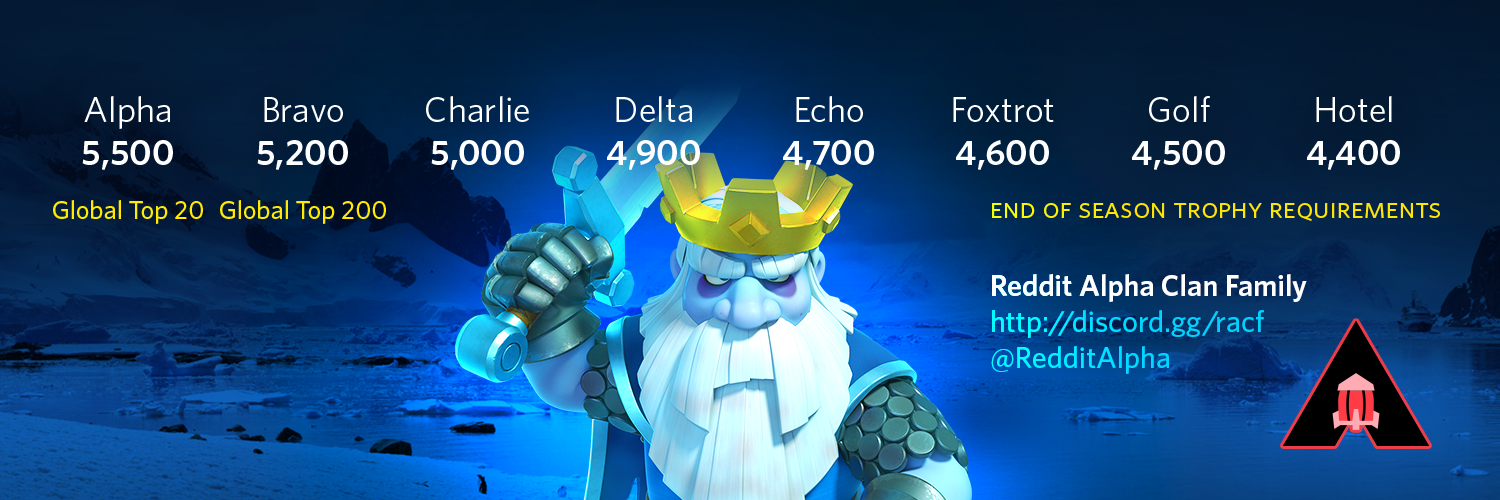 Alpha Bravo Charlie Delta Echo Foxtrot Golf Hotel
5,500 5,200 5,000 4,900 4,700 4,600 4,500 4,400
Global Top 20 Global Top 200 END OF SEASON TROPHY REQUIREMENTS
Reddit Alpha Clan Family
http://discord.gg/racf
@RedditAlpha